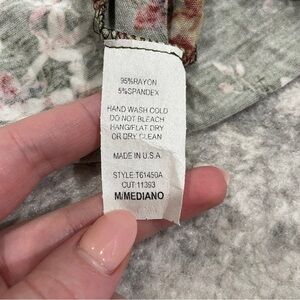 95%RAYON
5%SPANDEX
HAND WASH COLD
DO NOT BLEACH
HANG/FLAT DRY
OR DRY CLEAN
MADE IN U.S.A
STYLE:T61450A
CUT:11393
M/MEDIANO